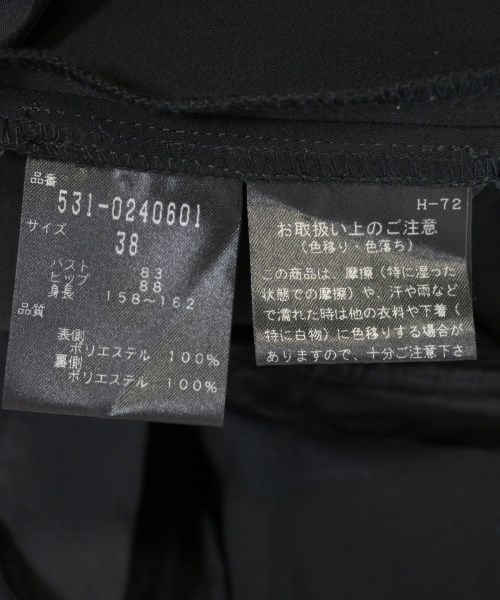 品番
531-0240601
サイズ
38
バスト 83
ヒップ 88
身長 158～162
品質
表側
ポリエステル 100%
裏側
ポリエステル 100%
H-72
お取扱い上のご注意
(色移り・色落ち)
この商品は、摩擦(特に湿った
状態での摩擦)や、汗や雨など
で濡れた時は他の衣料や下着(
特に白物)に色移りする場合が
ありますので、十分ご注意下さ